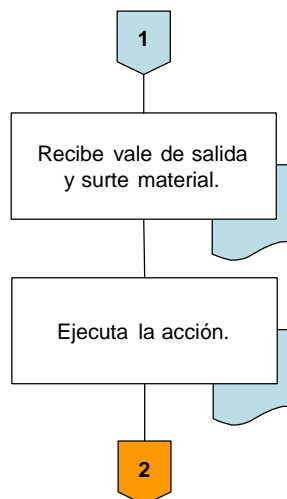 1
Recibe vale de salida
y surte material.
Ejecuta la acción.
2